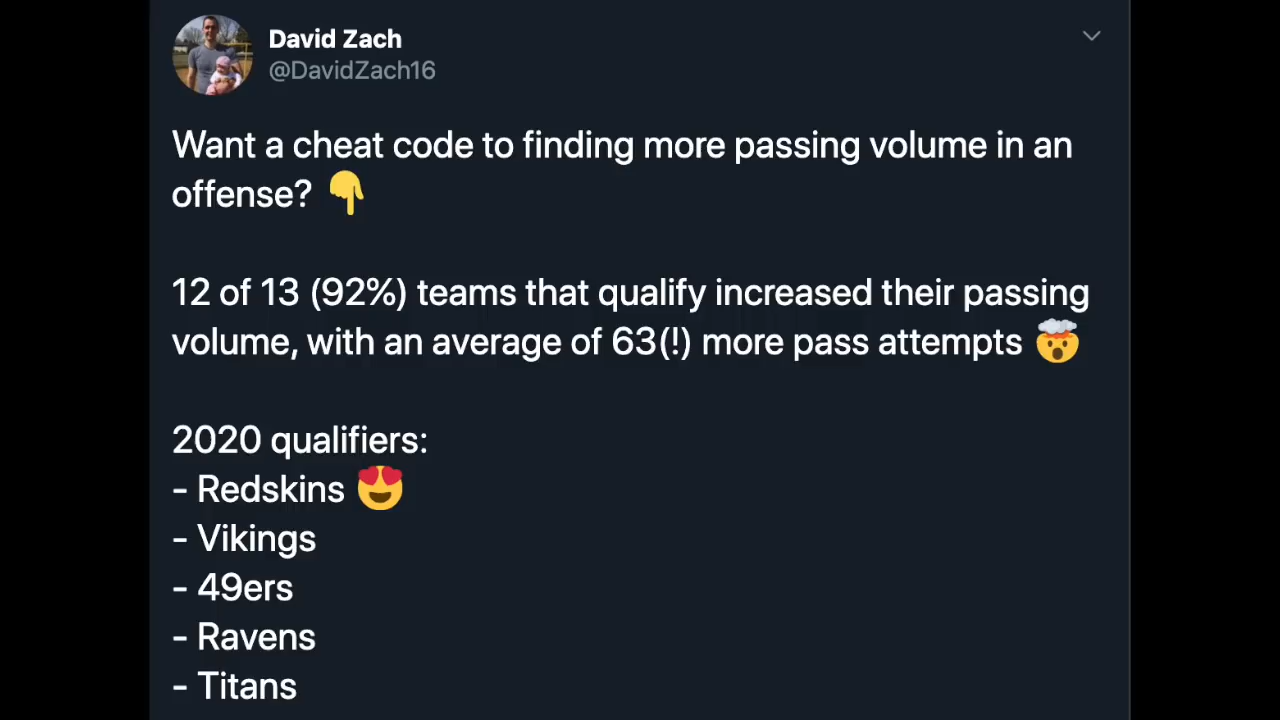 David Zach
@DavidZach16
Want a cheat code to finding more passing volume in an
offense? 👇
12 of 13 (92%) teams that qualify increased their passing
volume, with an average of 63(!) more pass attempts 🤯
2020 qualifiers:
- Redskins 😍
- Vikings
- 49ers
- Ravens
- Titans